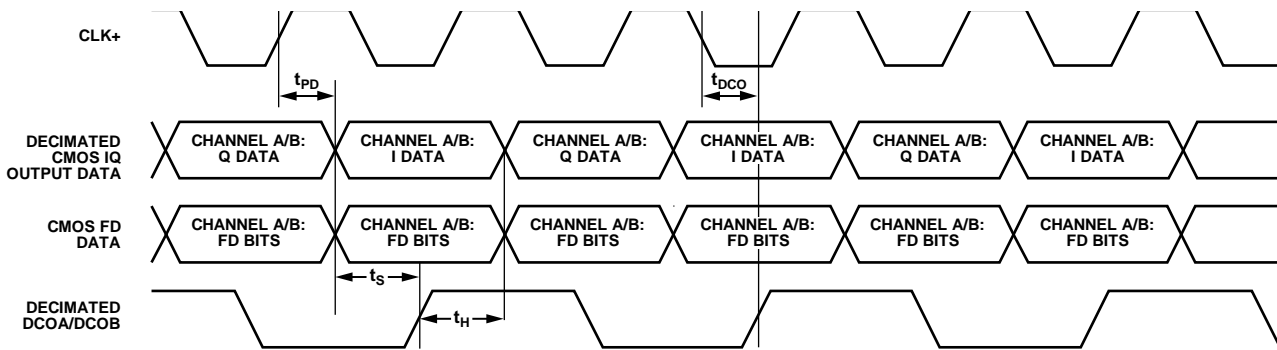 CLK+
tPD
tDCO
DECIMATED
CMOS IQ
OUTPUT DATA
CHANNEL A/B:
Q DATA
CHANNEL A/B:
I DATA
CHANNEL A/B:
Q DATA
CHANNEL A/B:
I DATA
CHANNEL A/B:
Q DATA
CHANNEL A/B:
I DATA
CMOS FD
DATA
CHANNEL A/B:
FD BITS
CHANNEL A/B:
FD BITS
CHANNEL A/B:
FD BITS
CHANNEL A/B:
FD BITS
CHANNEL A/B:
FD BITS
CHANNEL A/B:
FD BITS
tS
DECIMATED
DCOA/DCOB
tH